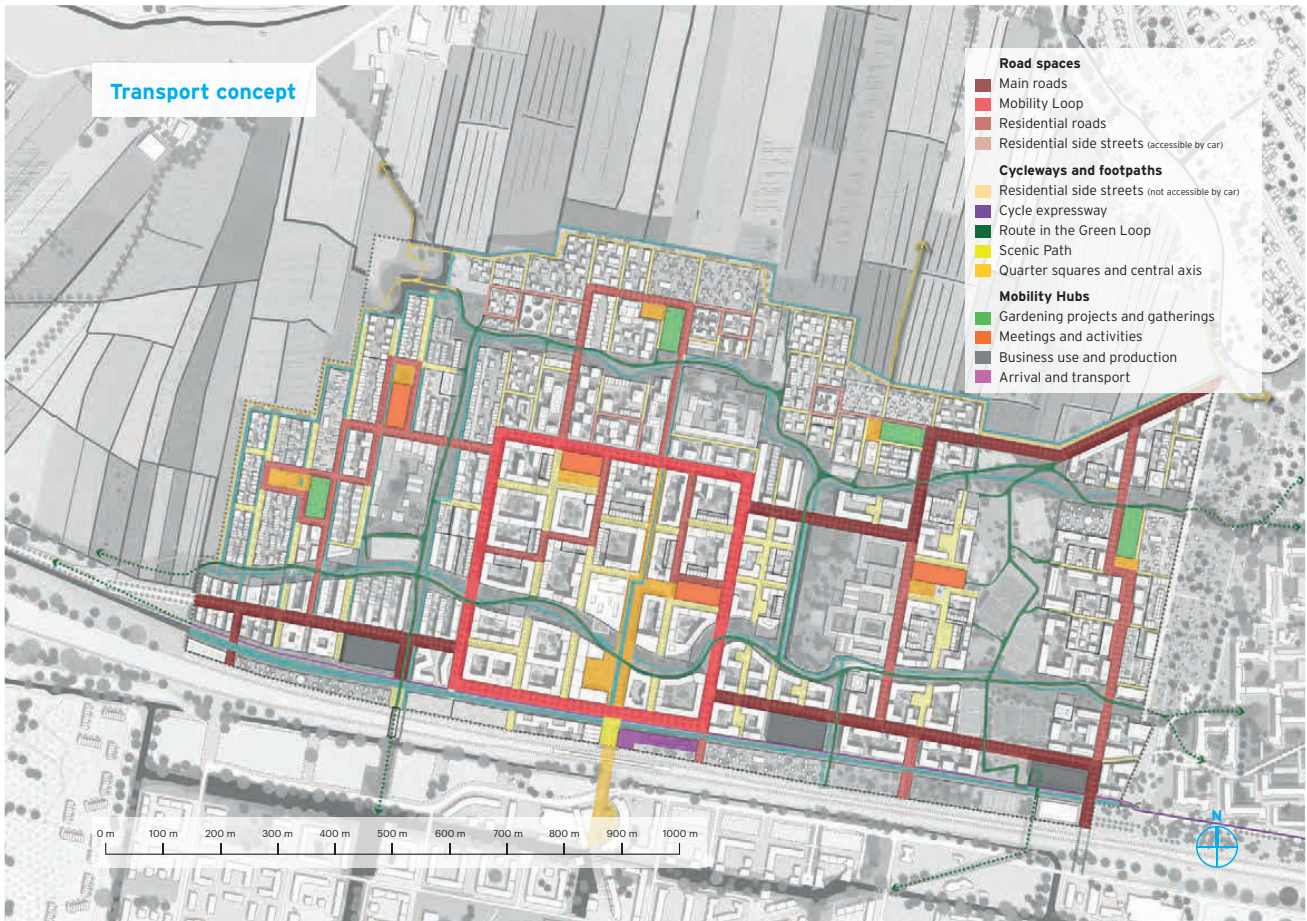 Transport concept
Road spaces
Main roads
Mobility Loop
Residential roads
Residential side streets (accessible by car)
Cycleways and footpaths
Residential side streets (not accessible by car)
Cycle expressway
Route in the Green Loop
Scenic Path
Quarter squares and central axis
Mobility Hubs
Gardening projects and gatherings
Meetings and activities
Business use and production
Arrival and transport
0 m 100 m 200 m 300 m 400 m 500 m 600 m 700 m 800 m 900 m 1000 m
N